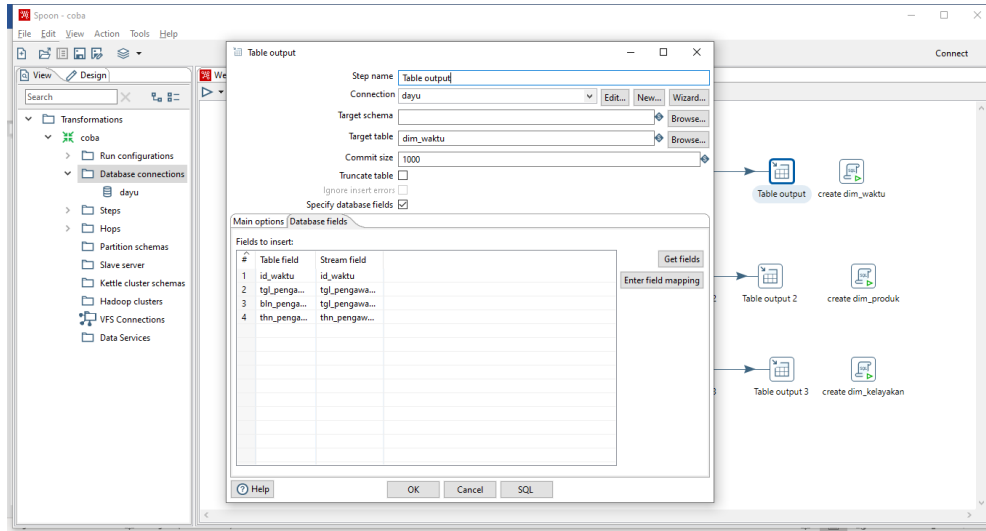 Spoon - coba
File Edit View Action Tools Help
Connect
View Design
Search
Transformations
coba
Run configurations
Database connections
dayu
Steps
Hops
Partition schemas
Slave server
Kettle cluster schemas
Hadoop clusters
VFS Connections
Data Services
We
Table output
Step name Table output
Connection dayu Edit... New... Wizard...
Target schema Browse...
Target table dim_waktu Browse...
Commit size 1000
Truncate table
Ignore insert errors
Specify database fields
Main options Database fields
Fields to insert:
# Table field Stream field
1 id_waktu id_waktu
2 tgl_penga... tgl_pengawa...
3 bln_penga... tgl_pengawa...
4 thn_penga... thn_pengaw...
Get fields
Enter field mapping
Help OK Cancel SQL
Table output create dim_waktu
2 Table output 2 create dim_produk
3 Table output 3 create dim_kelayakan